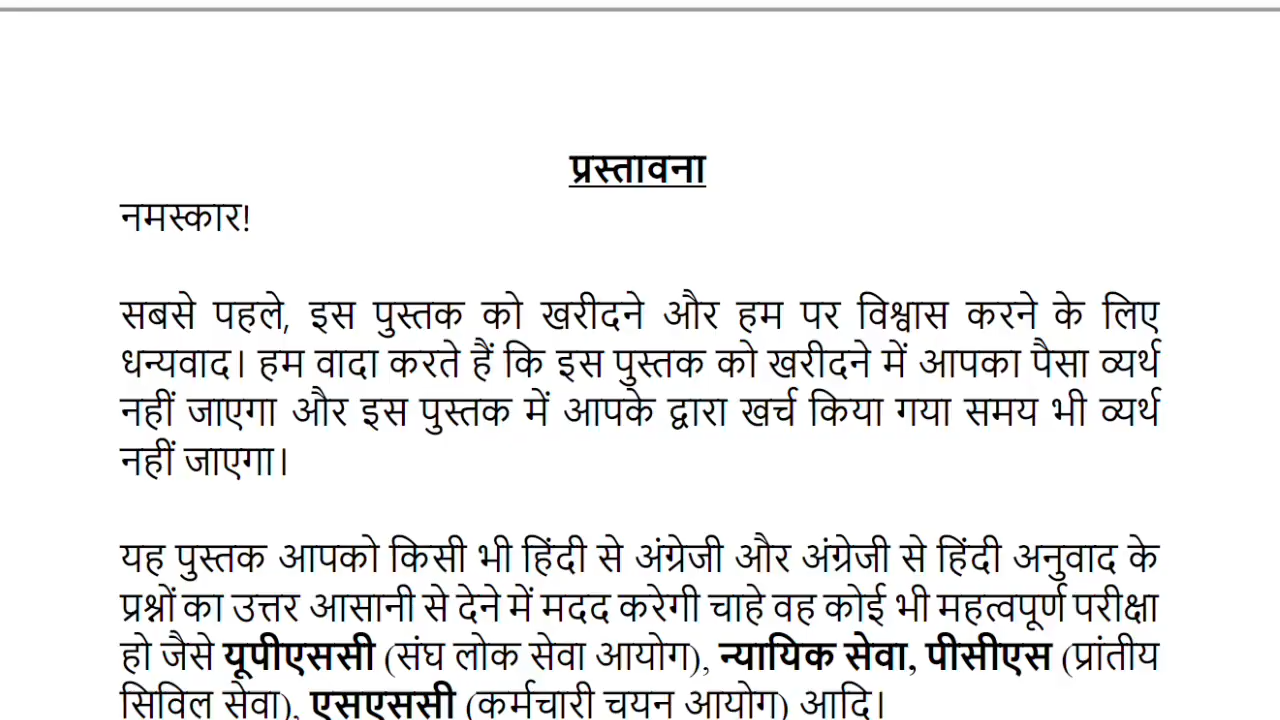 प्रस्तावना
नमस्कार!
सबसे पहले, इस पुस्तक को खरीदने और हम पर विश्वास करने के लिए
धन्यवाद। हम वादा करते हैं कि इस पुस्तक को खरीदने में आपका पैसा व्यर्थ
नहीं जाएगा और इस पुस्तक में आपके द्वारा खर्च किया गया समय भी व्यर्थ
नहीं जाएगा।
यह पुस्तक आपको किसी भी हिंदी से अंग्रेजी और अंग्रेजी से हिंदी अनुवाद के
प्रश्नों का उत्तर आसानी से देने में मदद करेगी चाहे वह कोई भी महत्वपूर्ण परीक्षा
हो जैसे यूपीएससी (संघ लोक सेवा आयोग), न्यायिक सेवा, पीसीएस (प्रांतीय
सिविल सेवा), एसएससी (कर्मचारी चयन आयोग) आदि।